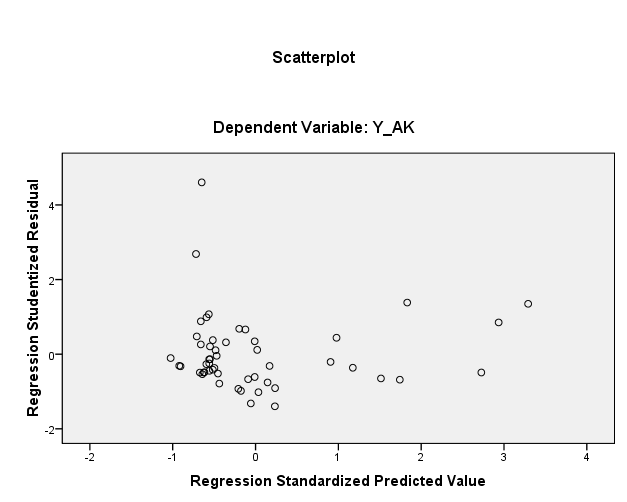 Scatterplot
Dependent Variable: Y_AK
Regression Studentized Residual
4
2
0
-2
-2
-1
0
1
2
3
4
Regression Standardized Predicted Value